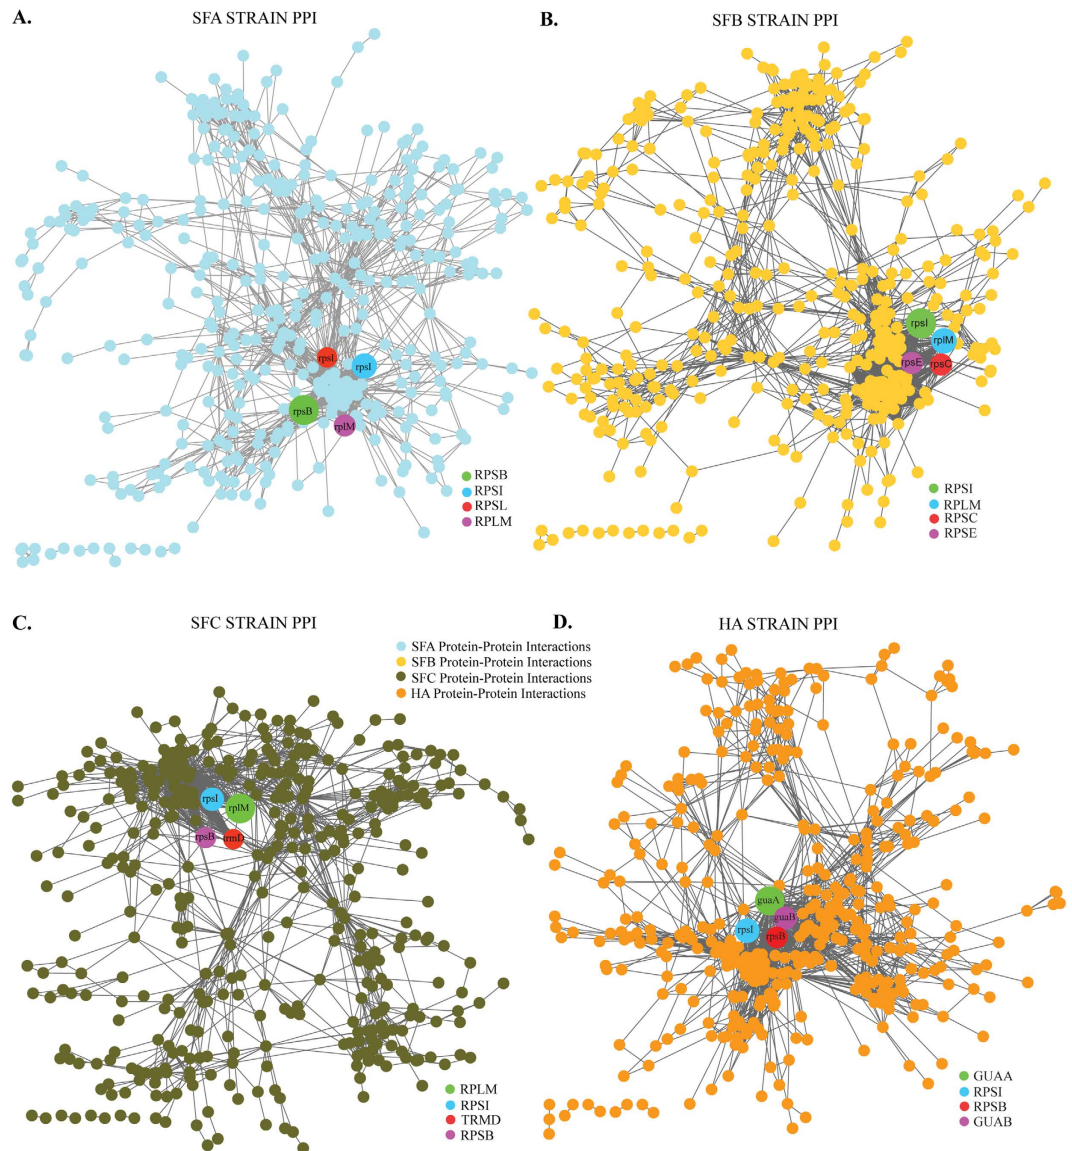 A.
SFA STRAIN PPI
rpsL
rpsI
rpsB
rplM
RPSB
RPSI
RPSL
RPLM
B.
SFB STRAIN PPI
rpsI
rplM
rpsE
rpsC
RPSI
RPLM
RPSC
RPSE
C.
SFC STRAIN PPI
SFA Protein-Protein Interactions
SFB Protein-Protein Interactions
SFC Protein-Protein Interactions
HA Protein-Protein Interactions
rpsI
rplM
rpsB
trmD
RPLM
RPSI
TRMD
RPSB
D.
HA STRAIN PPI
guaA
guaB
rpsI
rpsB
GUAA
RPSI
RPSB
GUAB